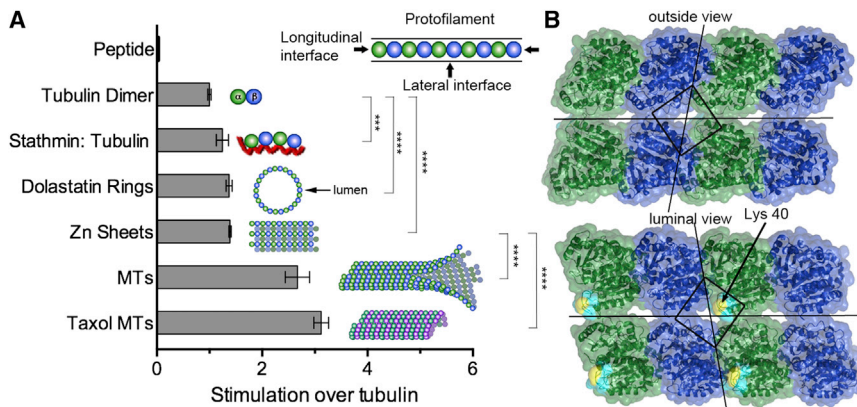 A
Protofilament
Longitudinal
interface
Lateral interface
Peptide
Tubulin Dimer
α β
***
****
****
Stathmin: Tubulin
Dolastatin Rings
lumen
Zn Sheets
****
****
MTs
Taxol MTs
0 2 4 6
Stimulation over tubulin
B
outside view
luminal view
Lys 40